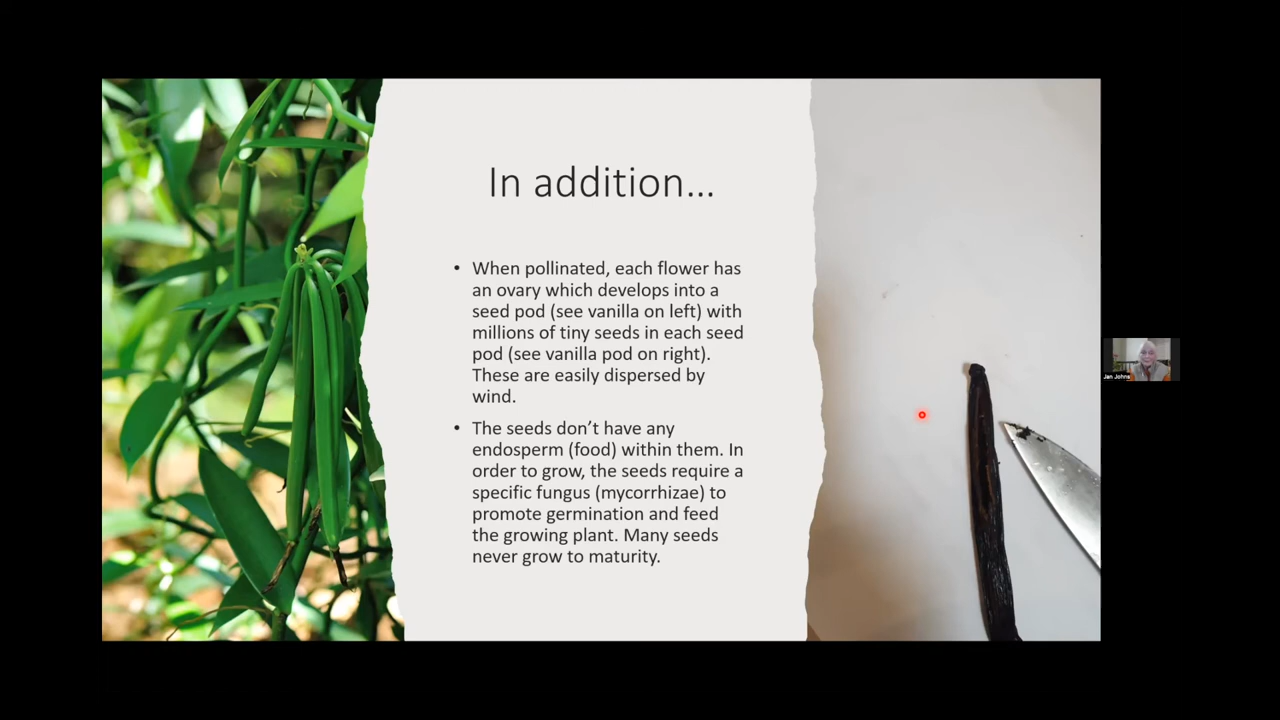 In addition...
• When pollinated, each flower has
an ovary which develops into a
seed pod (see vanilla on left) with
millions of tiny seeds in each seed
pod (see vanilla pod on right).
These are easily dispersed by
wind.
• The seeds don’t have any
endosperm (food) within them. In
order to grow, the seeds require a
specific fungus (mycorrhizae) to
promote germination and feed
the growing plant. Many seeds
never grow to maturity.
Jan Johns